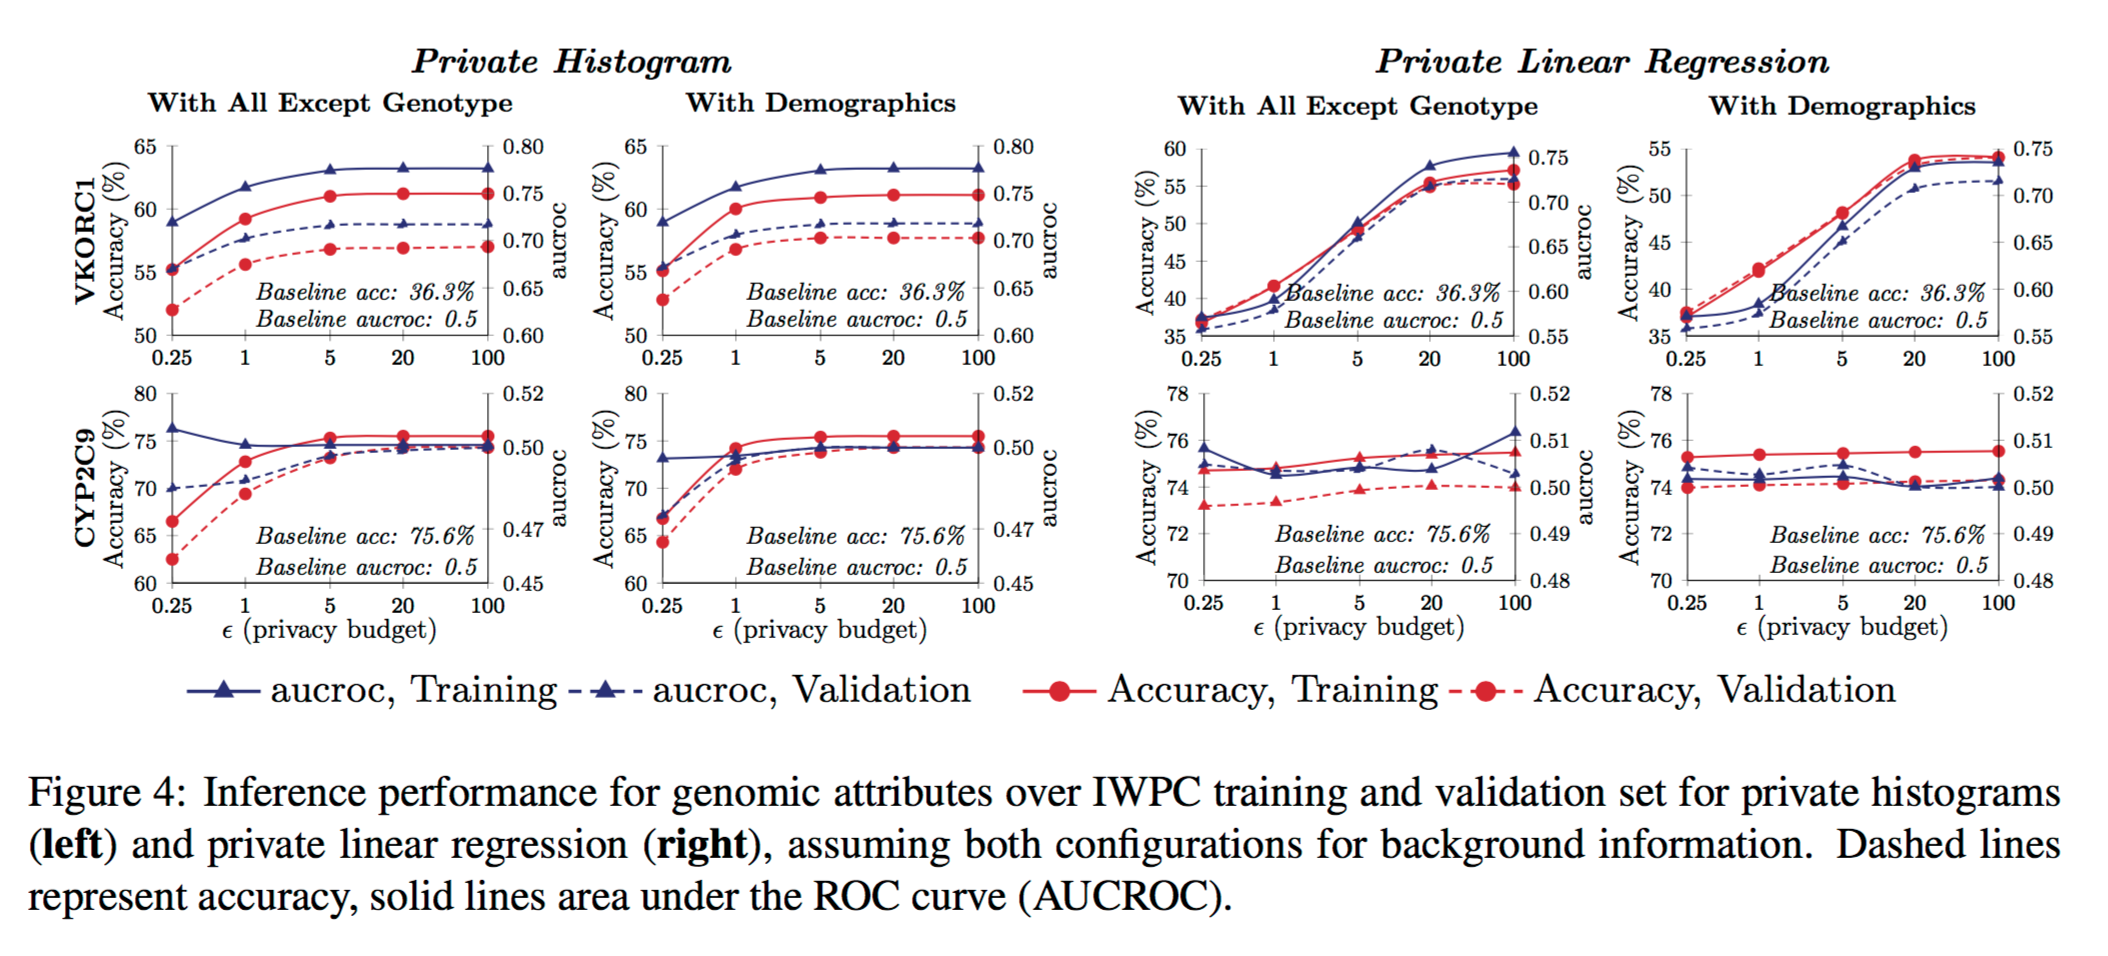 Private Histogram
Private Linear Regression
With All Except Genotype
With Demographics
With All Except Genotype
With Demographics
VKORC1
Accuracy (%)
65
60
55
50
0.80
0.75
0.70
0.65
0.60
aucroc
Baseline acc: 36.3%
Baseline aucroc: 0.5
0.25 1 5 20 100
Accuracy (%)
65
60
55
50
0.80
0.75
0.70
0.65
0.60
aucroc
Baseline acc: 36.3%
Baseline aucroc: 0.5
0.25 1 5 20 100
Accuracy (%)
60
55
50
45
40
35
0.75
0.70
0.65
0.60
0.55
aucroc
Baseline acc: 36.3%
Baseline aucroc: 0.5
0.25 1 5 20 100
Accuracy (%)
55
50
45
40
35
0.75
0.70
0.65
0.60
0.55
Baseline acc: 36.3%
Baseline aucroc: 0.5
0.25 1 5 20 100
CYP2C9
Accuracy (%)
80
75
70
65
60
0.52
0.50
0.47
0.45
aucroc
Baseline acc: 75.6%
Baseline aucroc: 0.5
0.25 1 5 20 100
ϵ (privacy budget)
Accuracy (%)
80
75
70
65
60
0.52
0.50
0.47
0.45
aucroc
Baseline acc: 75.6%
Baseline aucroc: 0.5
0.25 1 5 20 100
ϵ (privacy budget)
Accuracy (%)
78
76
74
72
70
0.52
0.51
0.50
0.49
0.48
aucroc
Baseline acc: 75.6%
Baseline aucroc: 0.5
0.25 1 5 20 100
ϵ (privacy budget)
Accuracy (%)
78
76
74
72
70
0.52
0.51
0.50
0.49
0.48
Baseline acc: 75.6%
Baseline aucroc: 0.5
0.25 1 5 20 100
ϵ (privacy budget)
aucroc, Training aucroc, Validation Accuracy, Training Accuracy, Validation
Figure 4: Inference performance for genomic attributes over IWPC training and validation set for private histograms
(left) and private linear regression (right), assuming both configurations for background information. Dashed lines
represent accuracy, solid lines area under the ROC curve (AUCROC).